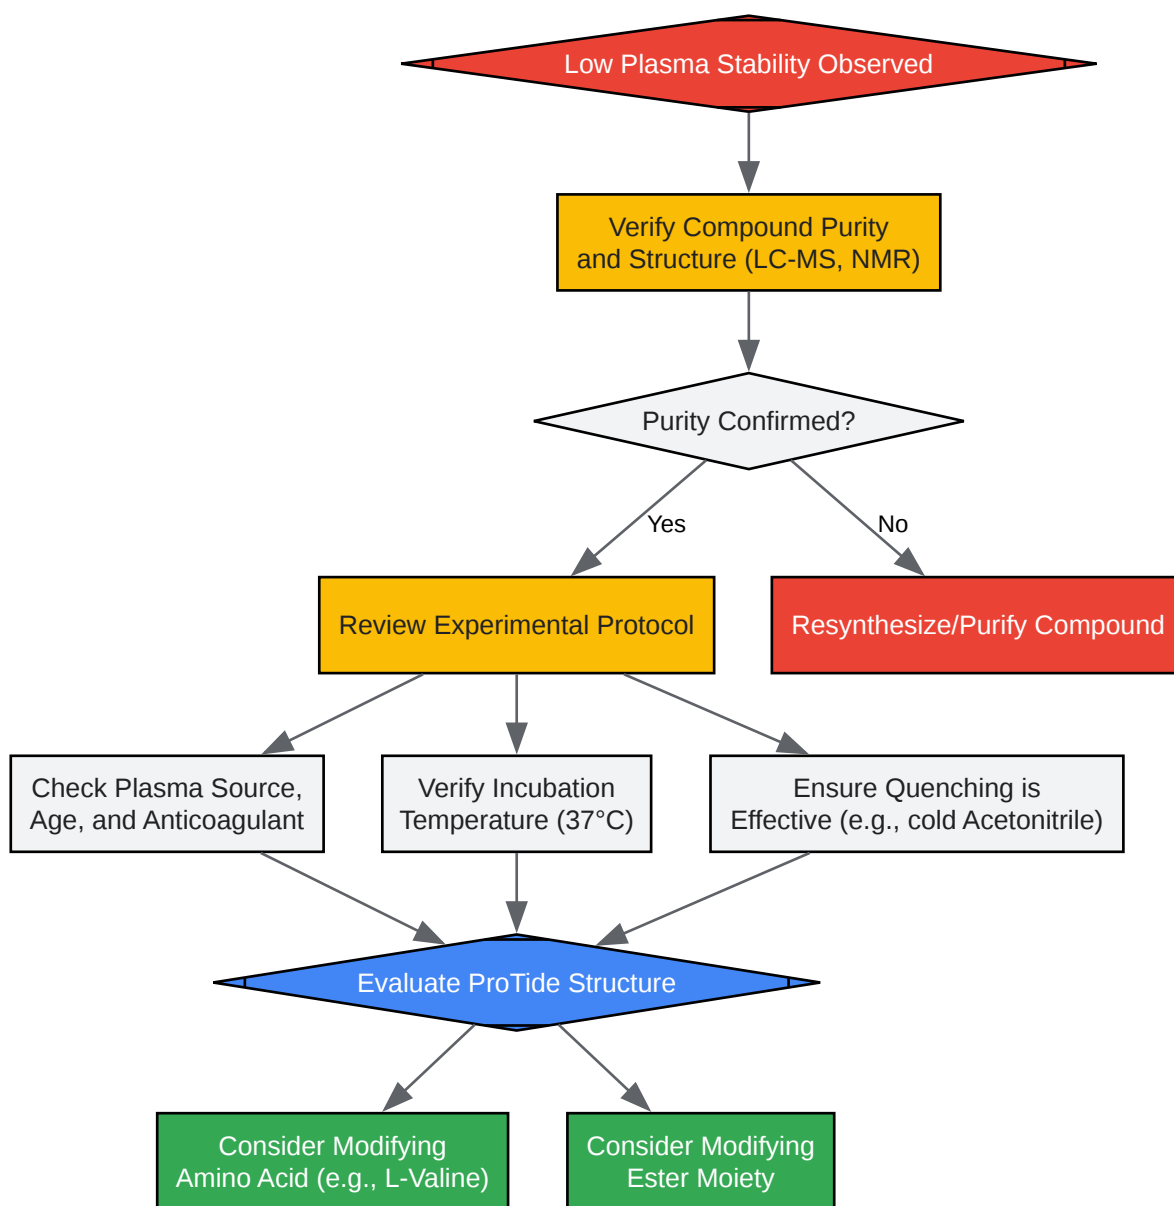 Low Plasma Stability Observed
Verify Compound Purity
and Structure (LC-MS, NMR)
Purity Confirmed?
Yes
No
Review Experimental Protocol
Resynthesize/Purify Compound
Check Plasma Source,
Age, and Anticoagulant
Verify Incubation
Temperature (37°C)
Ensure Quenching is
Effective (e.g., cold Acetonitrile)
Evaluate ProTide Structure
Consider Modifying
Amino Acid (e.g., L-Valine)
Consider Modifying
Ester Moiety